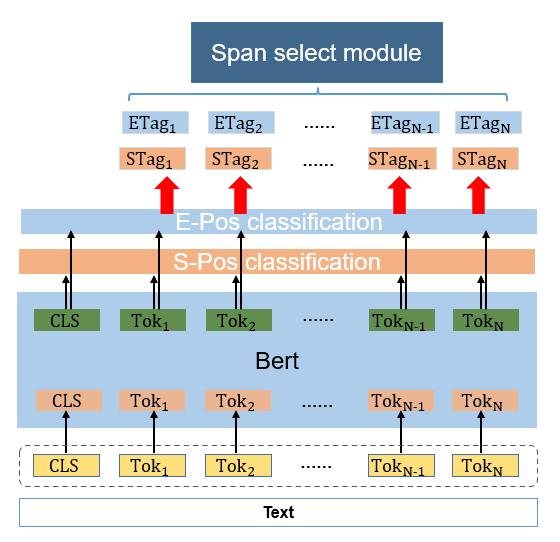 Span select module
ETag1 ETag2 ...... ETagN-1 ETagN
STag1 STag2 ...... STagN-1 STagN
E-Pos classification
S-Pos classification
CLS Tok1 Tok2 ...... TokN-1 TokN
Bert
CLS Tok1 Tok2 ...... TokN-1 TokN
CLS Tok1 Tok2 ...... TokN-1 TokN
Text